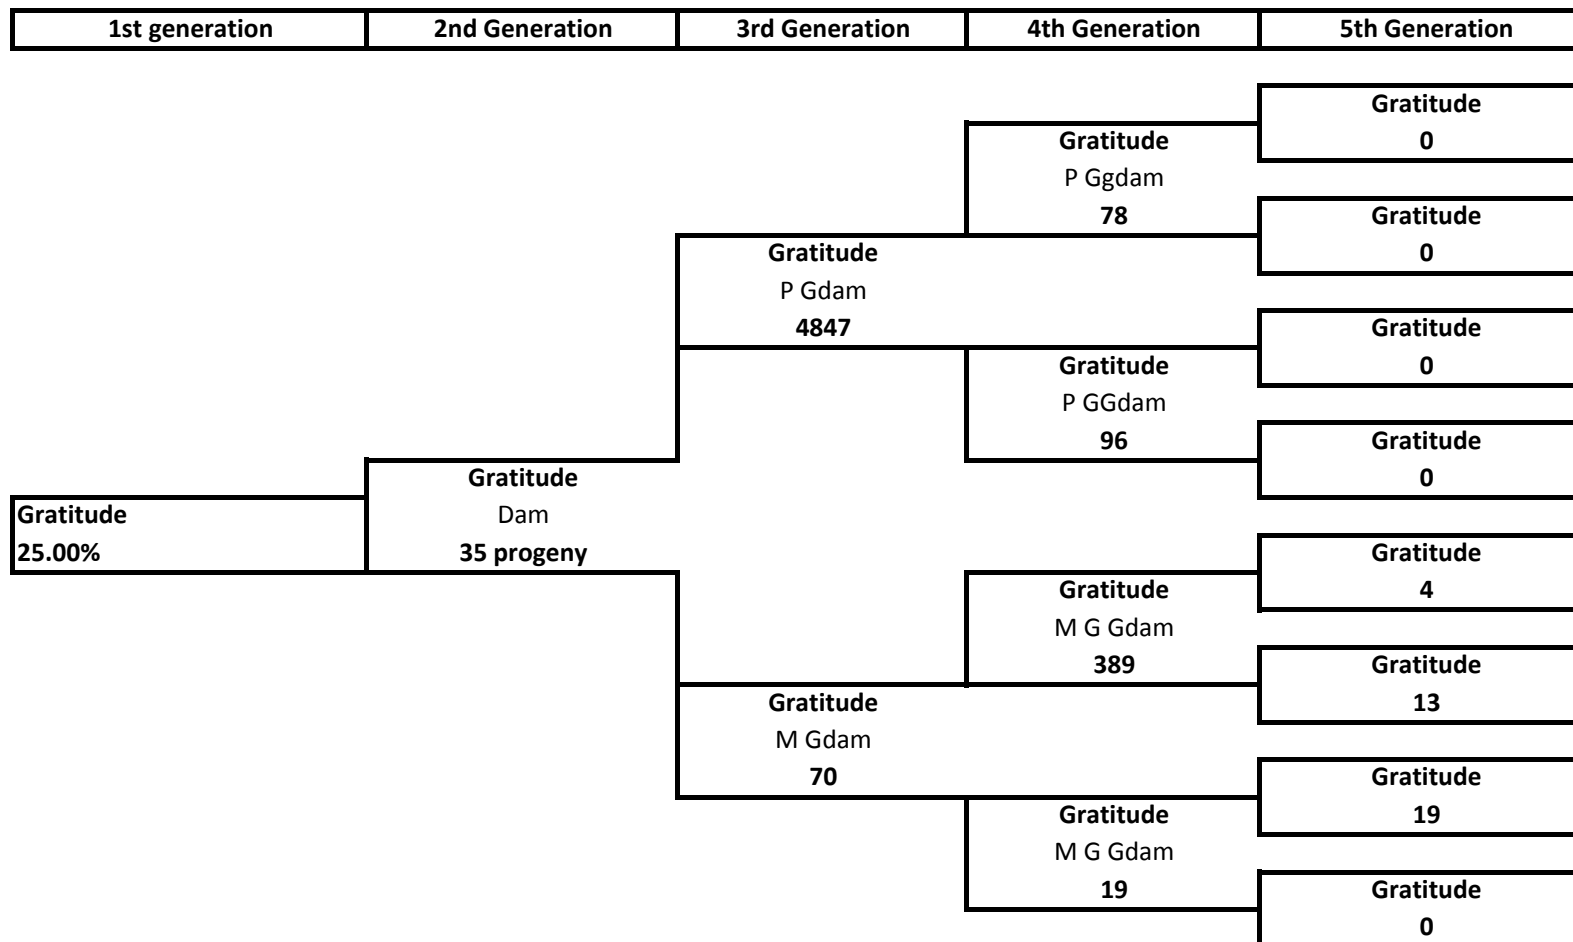 1st generation 2nd Generation 3rd Generation 4th Generation 5th Generation
Gratitude
0
Gratitude
P Ggdam
78
Gratitude
0
Gratitude
P Gdam
4847
Gratitude
0
Gratitude
P GGdam
96
Gratitude
0
Gratitude
Dam
35 progeny
Gratitude
25.00%
Gratitude
4
Gratitude
M G Gdam
389
Gratitude
13
Gratitude
M Gdam
70
Gratitude
19
Gratitude
M G Gdam
19
Gratitude
0